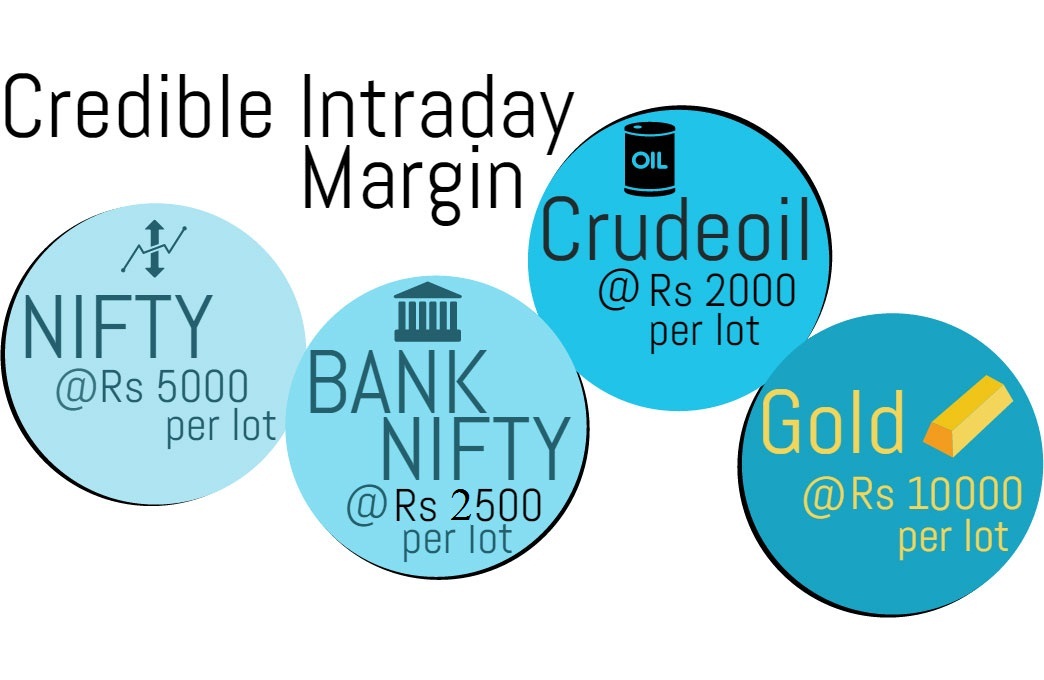 Credible Intraday
Margin
OIL
Crudeoil
@ Rs 2000
per lot
NIFTY
@Rs 5000
per lot
BANK
NIFTY
@Rs 2500
per lot
Gold
@Rs 10000
per lot